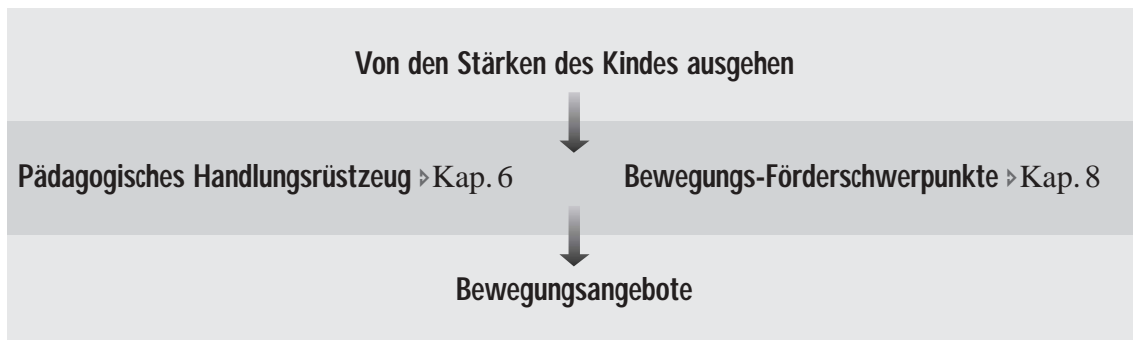 Von den Stärken des Kindes ausgehen
Pädagogisches Handlungsrüstzeug ▹Kap. 6 Bewegungs-Förderschwerpunkte ▹Kap. 8
Bewegungsangebote